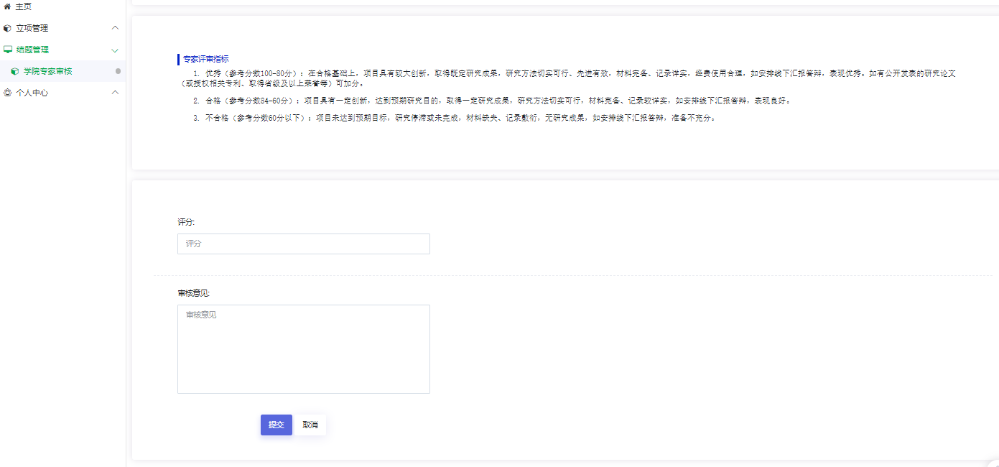 主页
立项管理
结题管理
学院专家审核
个人中心
专家评审指标
1. 优秀（参考分数100-80分）：在合格基础上，项目具有较大创新，取得既定研究成果，研究方法切实可行、先进有效，材料完备、记录详实，经费使用合理，如安排线下汇报答辩，表现优秀。如有公开发表的研究论文
（或授权相关专利、取得省级及以上荣誉等）可加分。
2. 合格（参考分数84-60分）：项目具有一定创新，达到预期研究目的，取得一定研究成果，研究方法切实可行，材料完备、记录较详实，如安排线下汇报答辩，表现良好。
3. 不合格（参考分数60分以下）：项目未达到预期目标，研究停滞或未完成，材料缺失、记录敷衍，无研究成果，如安排线下汇报答辩，准备不充分。
评分:
评分
审核意见:
审核意见
提交 取消